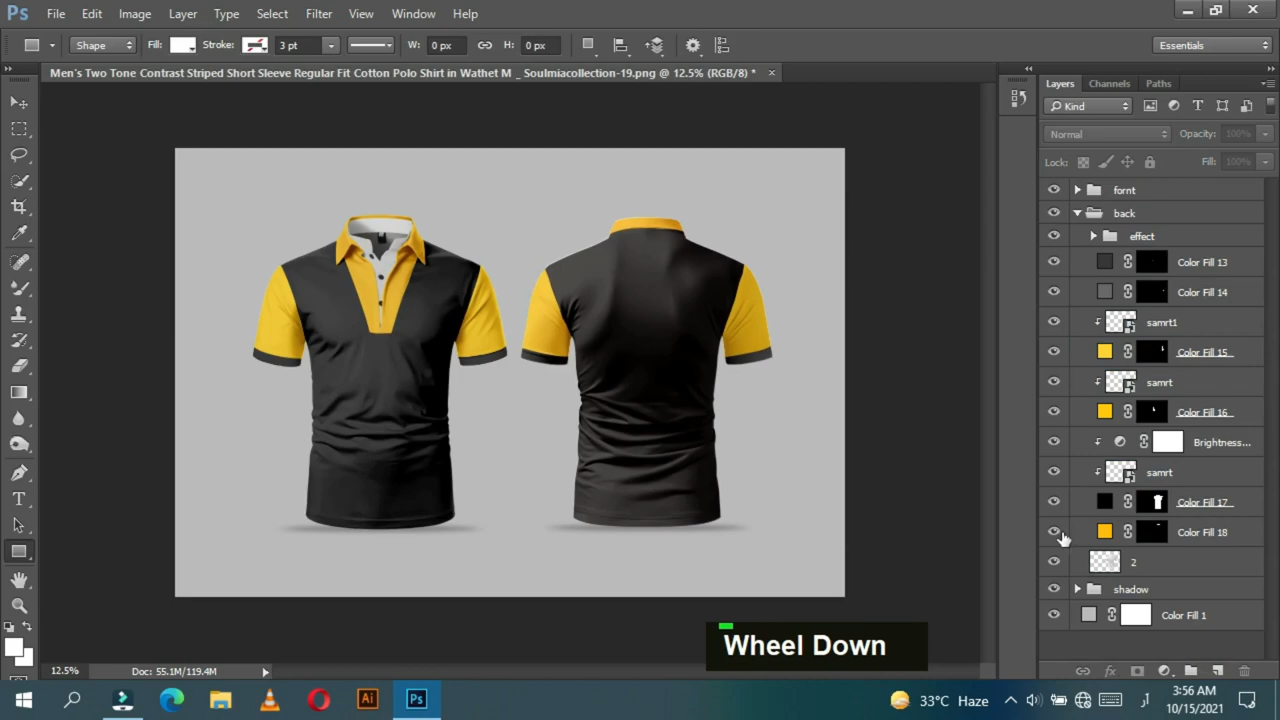 Ps File Edit Image Layer Type Select Filter View Window Help
Shape Fill: Stroke: 3 pt W: 0 px H: 0 px Essentials
Men's Two Tone Contrast Striped Short Sleeve Regular Fit Cotton Polo Shirt in Wathet M _ Soulmiacollection-19.png @ 12.5% (RGB/8) * ×
Layers Channels Paths
Kind
Normal Opacity: 100%
Lock: Fill: 100%
fornt
back
effect
Color Fill 13
Color Fill 14
samrt1
Color Fill 15
samrt
Color Fill 16
Brightness...
samrt
Color Fill 17
Color Fill 18
2
shadow
Color Fill 1
Wheel Down
12.5% Doc: 55.1M/119.4M
Ai Ps 33°C Haze 3:56 AM
10/15/2021